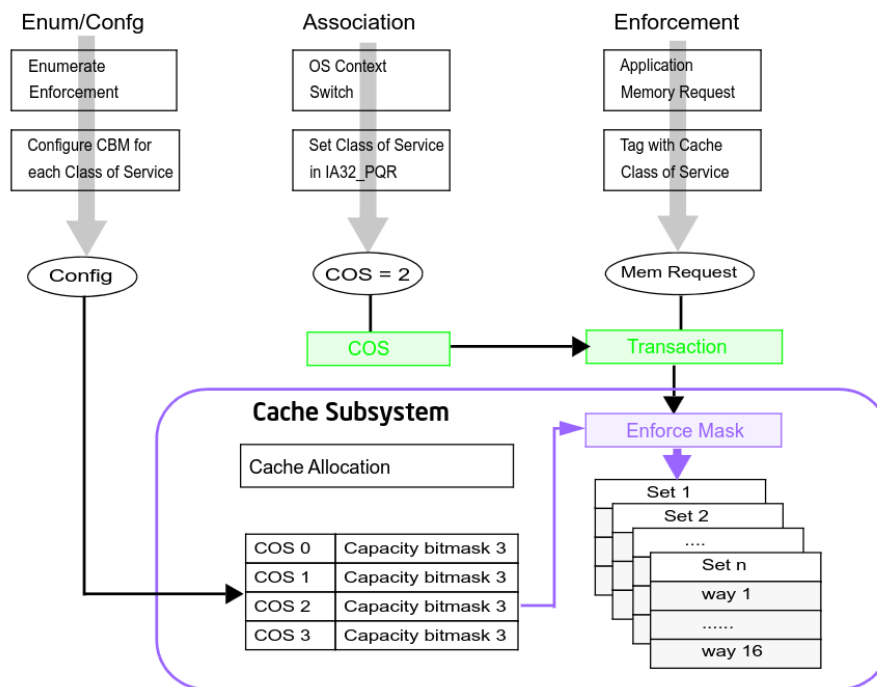 Enum/Confg
Association
Enforcement
Enumerate
Enforcement
OS Context
Switch
Application
Memory Request
Configure CBM for
each Class of Service
Set Class of Service
in IA32_PQR
Tag with Cache
Class of Service
Config
COS = 2
Mem Request
COS
Transaction
Cache Subsystem
Enforce Mask
Cache Allocation
Set 1
Set 2
....
Set n
way 1
......
way 16
COS 0 Capacity bitmask 3
COS 1 Capacity bitmask 3
COS 2 Capacity bitmask 3
COS 3 Capacity bitmask 3